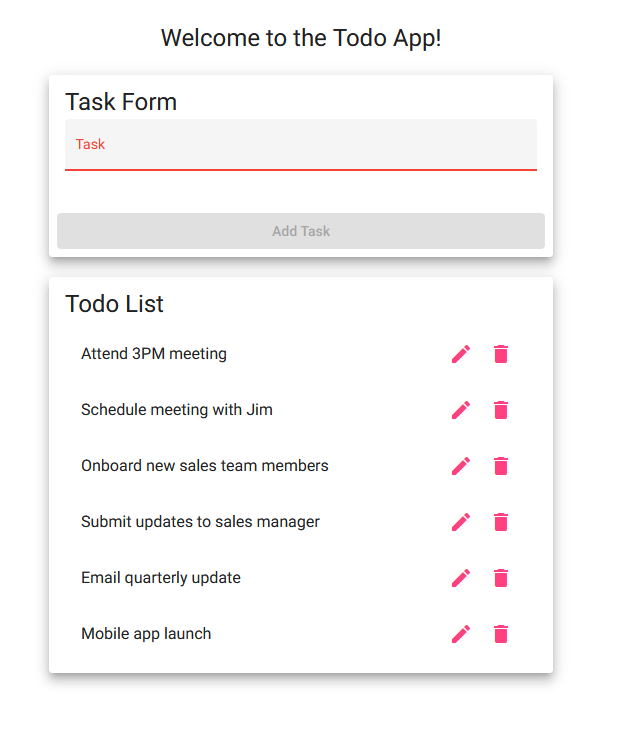 Welcome to the Todo App!
Task Form
Task
Add Task
Todo List
Attend 3PM meeting
Schedule meeting with Jim
Onboard new sales team members
Submit updates to sales manager
Email quarterly update
Mobile app launch